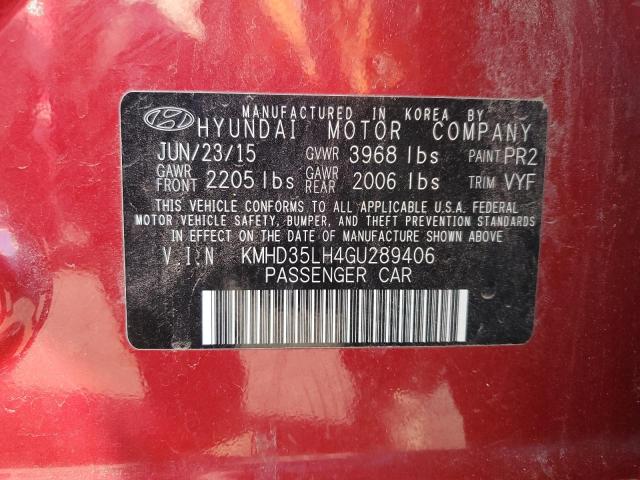 MANUFACTURED IN KOREA BY
HYUNDAI MOTOR COMPANY
JUN/23/15 GVWR 3968 lbs PAINT PR2
GAWR FRONT 2205 lbs GAWR REAR 2006 lbs TRIM VYF
THIS VEHICLE CONFORMS TO ALL APPLICABLE U.S.A. FEDERAL
MOTOR VEHICLE SAFETY, BUMPER, AND THEFT PREVENTION STANDARDS
IN EFFECT ON THE DATE OF MANUFACTURE SHOWN ABOVE
V I N KMHD35LH4GU289406
PASSENGER CAR